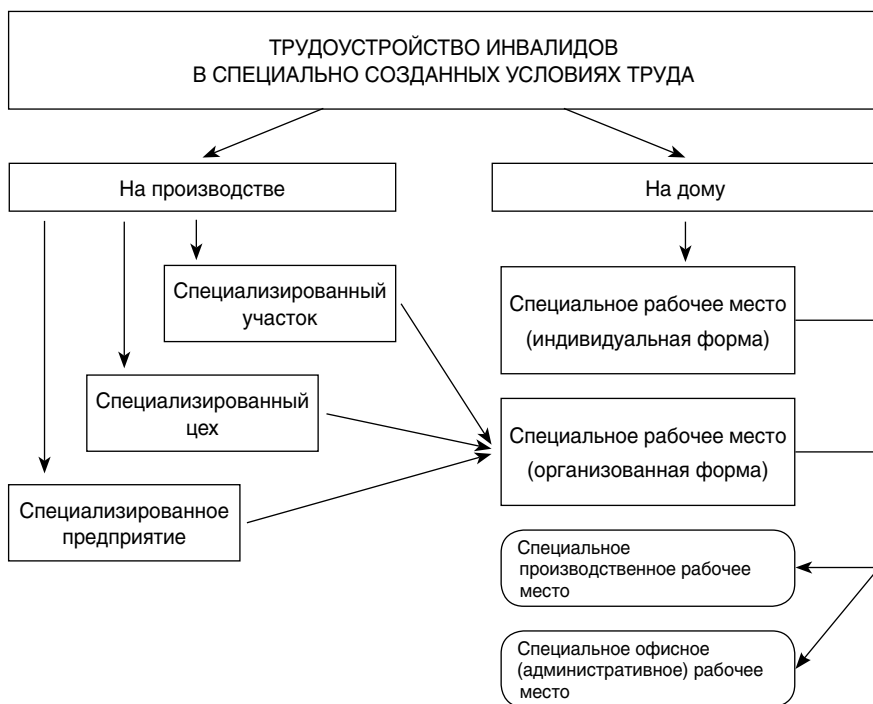 ТРУДОУСТРОЙСТВО ИНВАЛИДОВ
В СПЕЦИАЛЬНО СОЗДАННЫХ УСЛОВИЯХ ТРУДА
На производстве
На дому
Специализированный
участок
Специальное рабочее место
(индивидуальная форма)
Специализированный
цех
Специальное рабочее место
(организованная форма)
Специализированное
предприятие
Специальное
производственное рабочее
место
Специальное офисное
(административное) рабочее
место